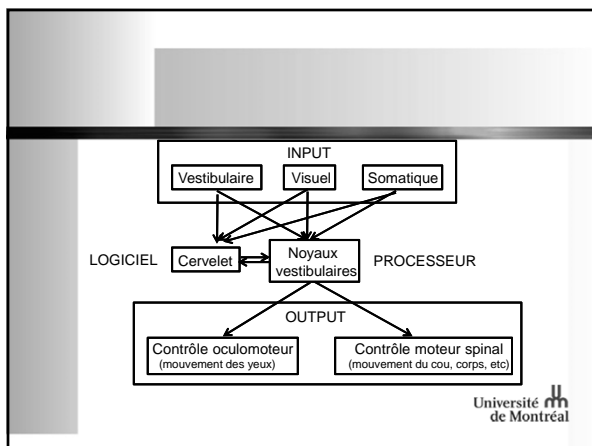 INPUT
Vestibulaire
Visuel
Somatique
LOGICIEL
Cervelet
Noyaux
vestibulaires
PROCESSEUR
OUTPUT
Contrôle oculomoteur
(mouvement des yeux)
Contrôle moteur spinal
(mouvement du cou, corps, etc)
Université
de Montréal